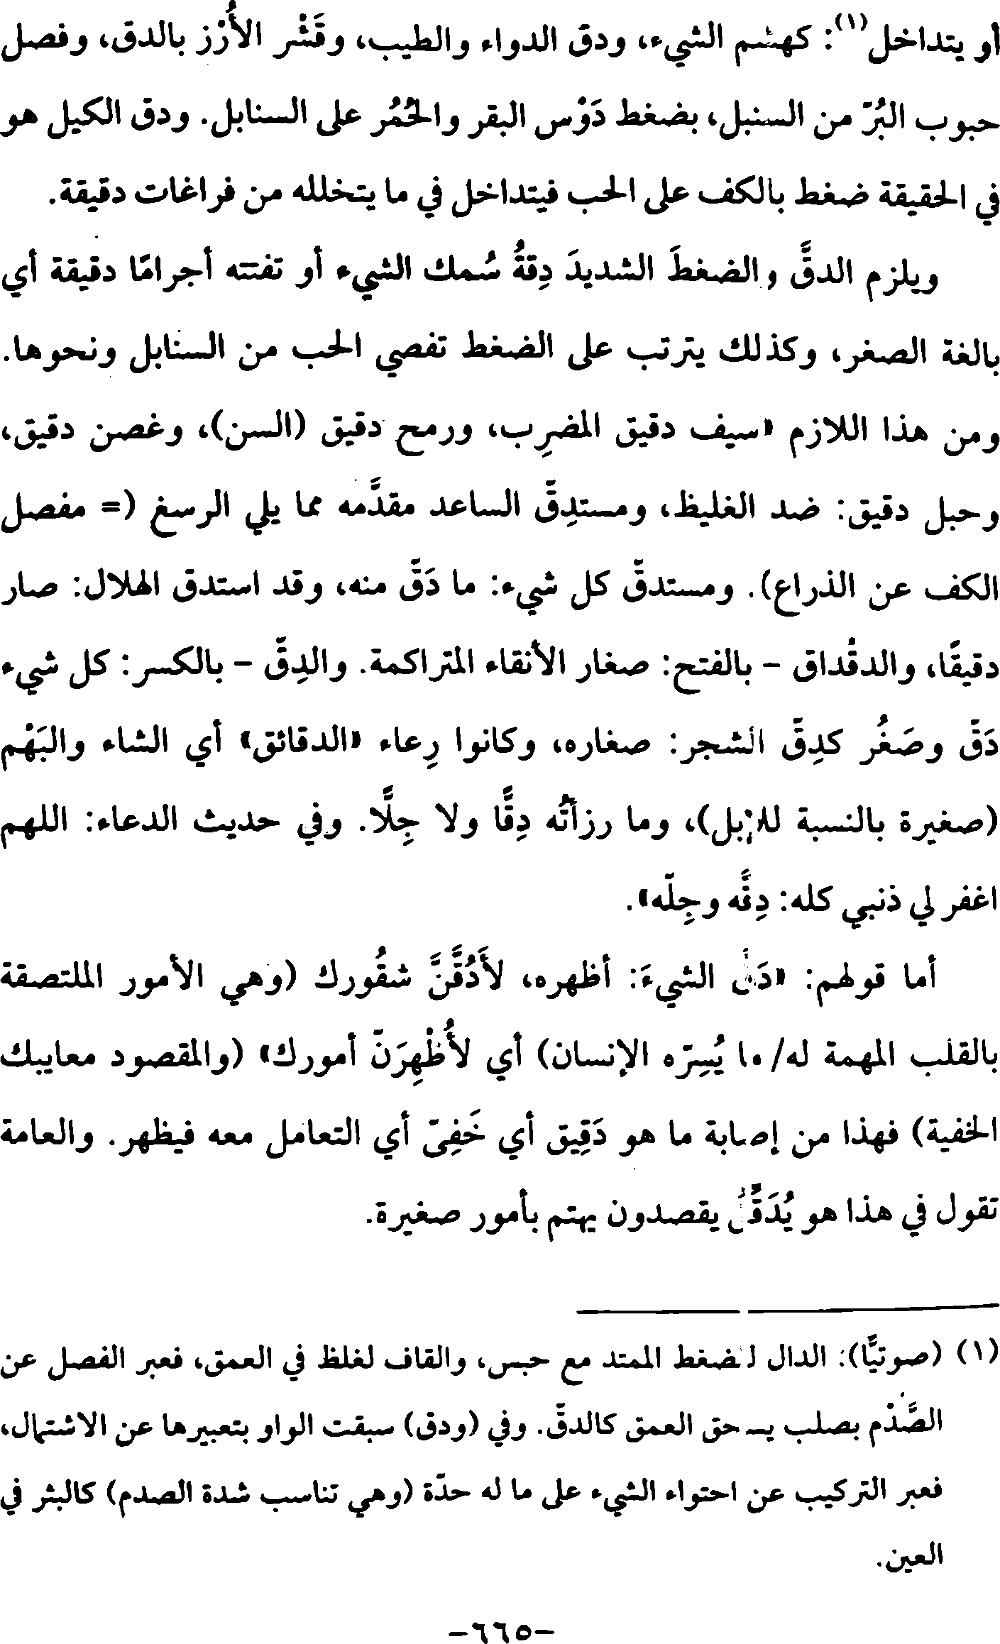 أو يتداخل(١): كهشم الشيء، ودق الدواء والطيب، وقَشْر الأُرْز بالدق، وفصل
حبوب البُرّ من السنبل، بضغط دَوْس البقر والحُمُر على السنابل. ودق الكيل هو
في الحقيقة ضغط بالكف على الحب فيتداخل في ما يتخلله من فراغات دقيقة.
ويلزم الدقَّ والضغطَ الشديدَ دِقةُ سُمك الشيء أو تفتته أجرامًا دقيقة أي
بالغة الصغر، وكذلك يترتب على الضغط تفصي الحب من السنابل ونحوها.
ومن هذا اللازم «سيف دقيق المضرِب، ورمح دقيق (السن)، وغصن دقيق،
وحبل دقيق: ضد الغليظ، ومستدِقّ الساعد مقدَّمه مما يلي الرسغ (= مفصل
الكف عن الذراع). ومستدقّ كل شيء: ما دَقّ منه، وقد استدق الهلال: صار
دقيقًا، والدقْداق – بالفتح: صغار الأنقاء المتراكمة. والدِقّ – بالكسر: كل شيء
دَقّ وصَغُر كدِقّ الشجر: صغاره، وكانوا رِعاء «الدقائق» أي الشاء والبَهْم
(صغيرة بالنسبة للإبل)، وما رزأتُه دِقًّا ولا جِلًّا. وفي حديث الدعاء: اللهم
اغفر لي ذنبي كله: دِقَّه وجِلّه».
أما قولهم: «دَقّ الشيءَ: أظهره، لأَدُقَّنَّ شقُورك (وهي الأمور الملتصقة
بالقلب المهمة له/ ما يُسِرّه الإنسان) أي لأُظْهِرَنّ أمورك» (والمقصود معايبك
الخفية) فهذا من إصابة ما هو دَقِيق أي خَفِىّ أي التعامل معه فيظهر. والعامة
تقول في هذا هو يُدَقِّق يقصدون يهتم بأمور صغيرة.
(١) (صوتيًّا): الدال لضغط الممتد مع حبس، والقاف لغلظ في العمق، فعبر الفصل عن
الصَّدْم بصلب يسحق العمق كالدقّ. وفي (ودق) سبقت الواو بتعبيرها عن الاشتمال،
فعبر التركيب عن احتواء الشيء على ما له حدّة (وهي تناسب شدة الصدم) كالبثر في
العين.
-٦٦٥-